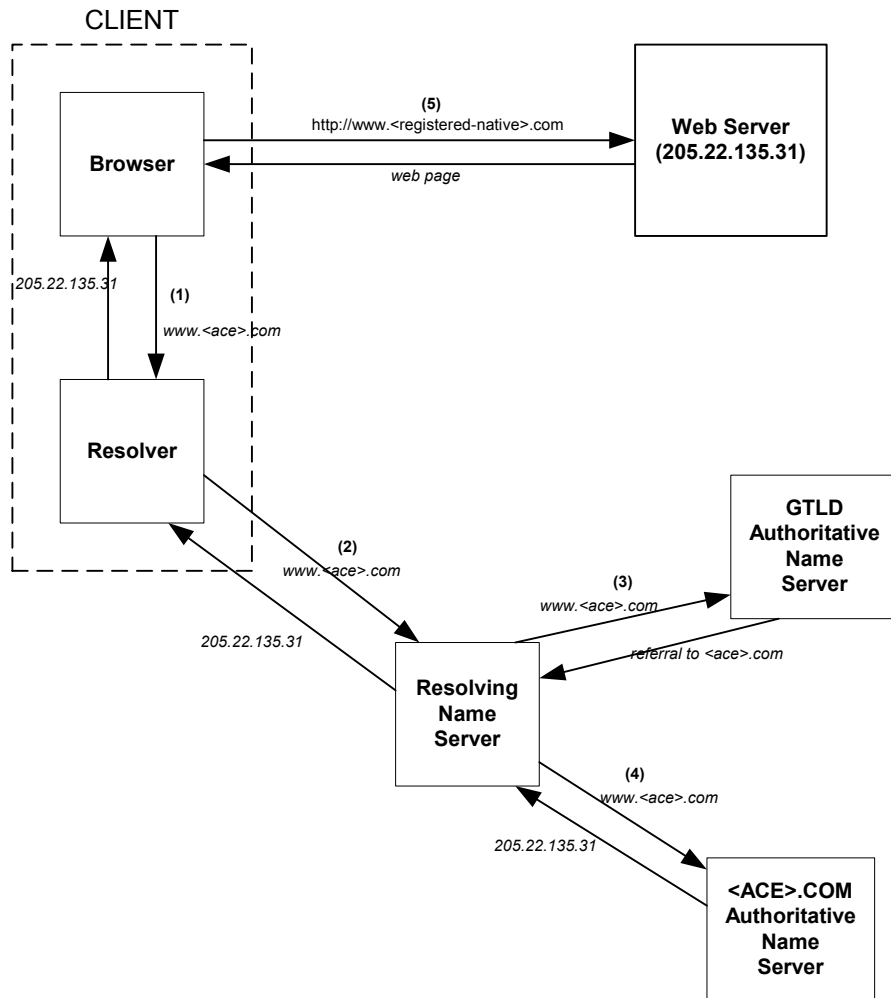 CLIENT
(5)
http://www.<registered-native>.com
Browser
Web Server
(205.22.135.31)
web page
205.22.135.31
(1)
www.<ace>.com
Resolver
(2)
www.<ace>.com
205.22.135.31
GTLD
Authoritative
Name
Server
(3)
www.<ace>.com
referral to <ace>.com
Resolving
Name
Server
(4)
www.<ace>.com
205.22.135.31
<ACE>.COM
Authoritative
Name
Server